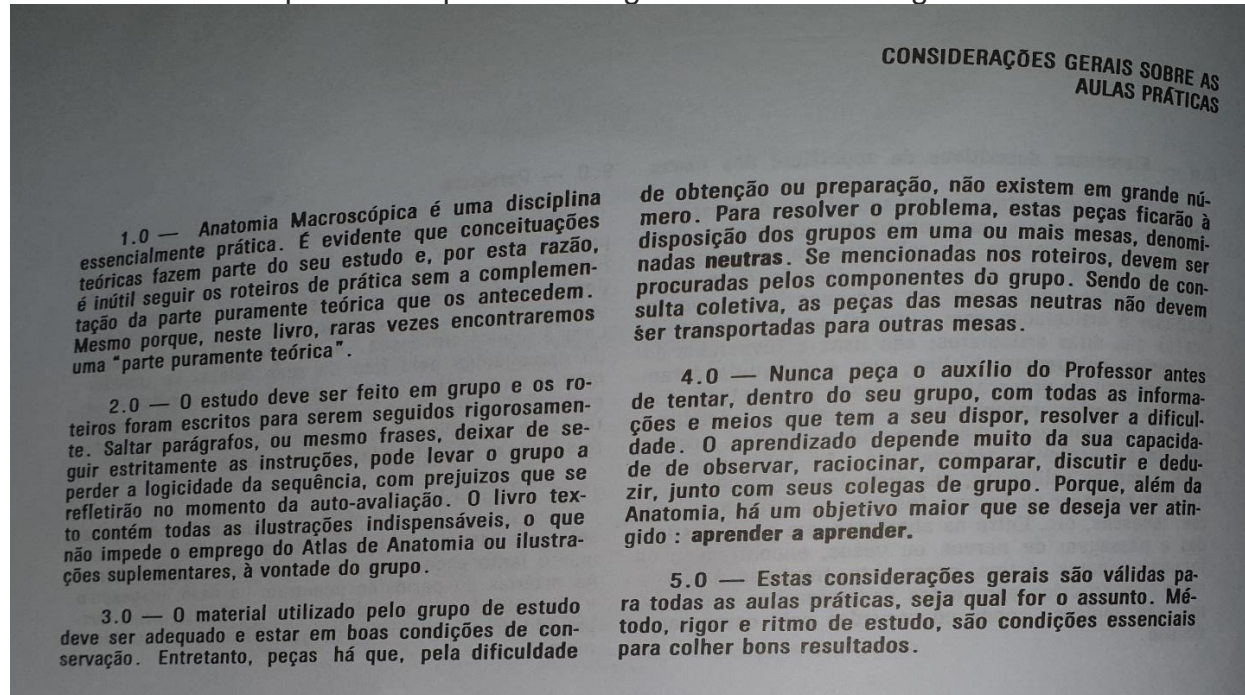 CONSIDERAÇÕES GERAIS SOBRE AS
AULAS PRÁTICAS
1.0 — Anatomia Macroscópica é uma disciplina
essencialmente prática. É evidente que conceituações
teóricas fazem parte do seu estudo e, por esta razão,
é inútil seguir os roteiros de prática sem a complemen-
tação da parte puramente teórica que os antecedem.
Mesmo porque, neste livro, raras vezes encontraremos
uma "parte puramente teórica".
2.0 — O estudo deve ser feito em grupo e os ro-
teiros foram escritos para serem seguidos rigorosamen-
te. Saltar parágrafos, ou mesmo frases, deixar de se-
guir estritamente as instruções, pode levar o grupo a
perder a logicidade da sequência, com prejuizos que se
refletirão no momento da auto-avaliação. O livro tex-
to contém todas as ilustrações indispensáveis, o que
não impede o emprego do Atlas de Anatomia ou ilustra-
ções suplementares, à vontade do grupo.
3.0 — O material utilizado pelo grupo de estudo
deve ser adequado e estar em boas condições de con-
servação. Entretanto, peças há que, pela dificuldade
de obtenção ou preparação, não existem em grande nú-
mero. Para resolver o problema, estas peças ficarão à
disposição dos grupos em uma ou mais mesas, denomi-
nadas neutras. Se mencionadas nos roteiros, devem ser
procuradas pelos componentes do grupo. Sendo de con-
sulta coletiva, as peças das mesas neutras não devem
ser transportadas para outras mesas.
4.0 — Nunca peça o auxílio do Professor antes
de tentar, dentro do seu grupo, com todas as informa-
ções e meios que tem a seu dispor, resolver a dificul-
dade. O aprendizado depende muito da sua capacida-
de de observar, raciocinar, comparar, discutir e dedu-
zir, junto com seus colegas de grupo. Porque, além da
Anatomia, há um objetivo maior que se deseja ver atin-
gido : aprender a aprender.
5.0 — Estas considerações gerais são válidas pa-
ra todas as aulas práticas, seja qual for o assunto. Mé-
todo, rigor e ritmo de estudo, são condições essenciais
para colher bons resultados.